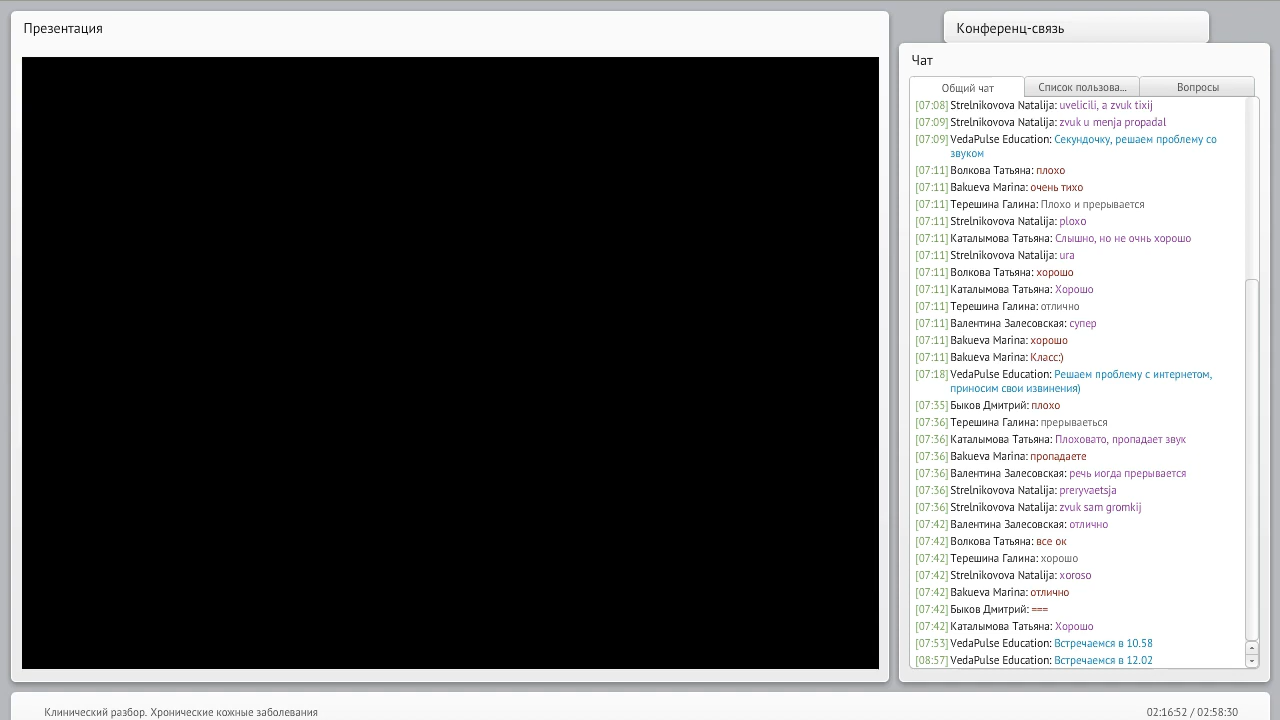 Презентация
Конференц-связь
Чат
Общий чат
Список пользова...
Вопросы
[07:08] Strelnikovova Natalija: uvelicili, a zvuk tixij
[07:09] Strelnikovova Natalija: zvuk u menja propadal
[07:09] VedaPulse Education: Секундочку, решаем проблему со
звуком
[07:11] Волкова Татьяна: плохо
[07:11] Bakueva Marina: очень тихо
[07:11] Терешина Галина: Плохо и прерывается
[07:11] Strelnikovova Natalija: ploxo
[07:11] Каталымова Татьяна: Слышно, но не очнь хорошо
[07:11] Strelnikovova Natalija: ura
[07:11] Волкова Татьяна: хорошо
[07:11] Каталымова Татьяна: Хорошо
[07:11] Терешина Галина: отлично
[07:11] Валентина Залесовская: супер
[07:11] Bakueva Marina: хорошо
[07:11] Bakueva Marina: Класс:)
[07:18] VedaPulse Education: Решаем проблему с интернетом,
приносим свои извинения)
[07:35] Быков Дмитрий: плохо
[07:36] Терешина Галина: прерываеться
[07:36] Каталымова Татьяна: Плоховато, пропадает звук
[07:36] Bakueva Marina: пропадаете
[07:36] Валентина Залесовская: речь иогда прерывается
[07:36] Strelnikovova Natalija: preryvaetsja
[07:36] Strelnikovova Natalija: zvuk sam gromkij
[07:42] Валентина Залесовская: отлично
[07:42] Волкова Татьяна: все ок
[07:42] Терешина Галина: хорошо
[07:42] Strelnikovova Natalija: xoroso
[07:42] Bakueva Marina: отлично
[07:42] Быков Дмитрий: ===
[07:42] Каталымова Татьяна: Хорошо
[07:53] VedaPulse Education: Встречаемся в 10.58
[08:57] VedaPulse Education: Встречаемся в 12.02
Клинический разбор. Хронические кожные заболевания
02:16:52 / 02:58:30